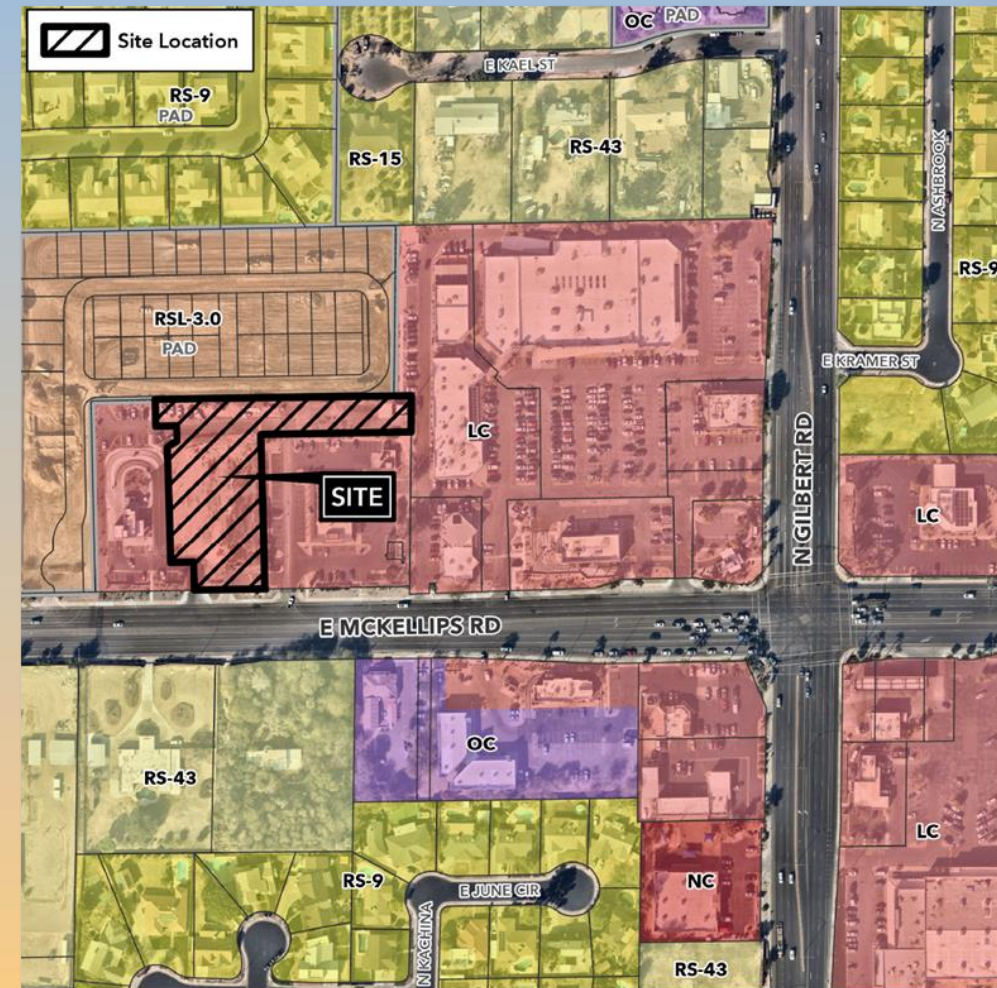 Site Location
OC PAD
E KAEL ST
RS-9
PAD
RS-15
RS-43
N ASHBROOK
RS-9
RSL-3.0
PAD
E KRAMER ST
LC
N GILBERT RD
SITE
LC
E MCKELLIPS RD
OC
RS-43
LC
RS-9
E JUNE CIR
NC
N KACHINA
RS-43